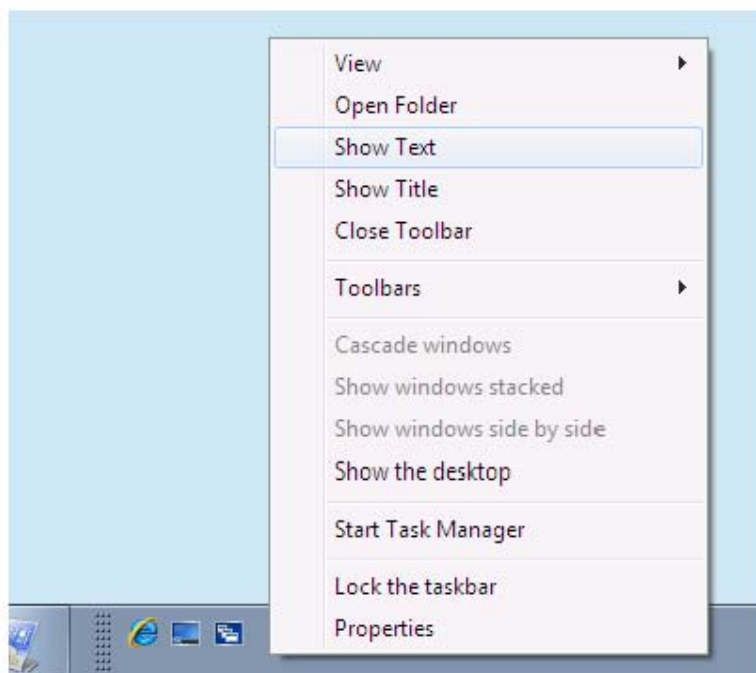 View
Open Folder
Show Text
Show Title
Close Toolbar
Toolbars
Cascade windows
Show windows stacked
Show windows side by side
Show the desktop
Start Task Manager
Lock the taskbar
Properties